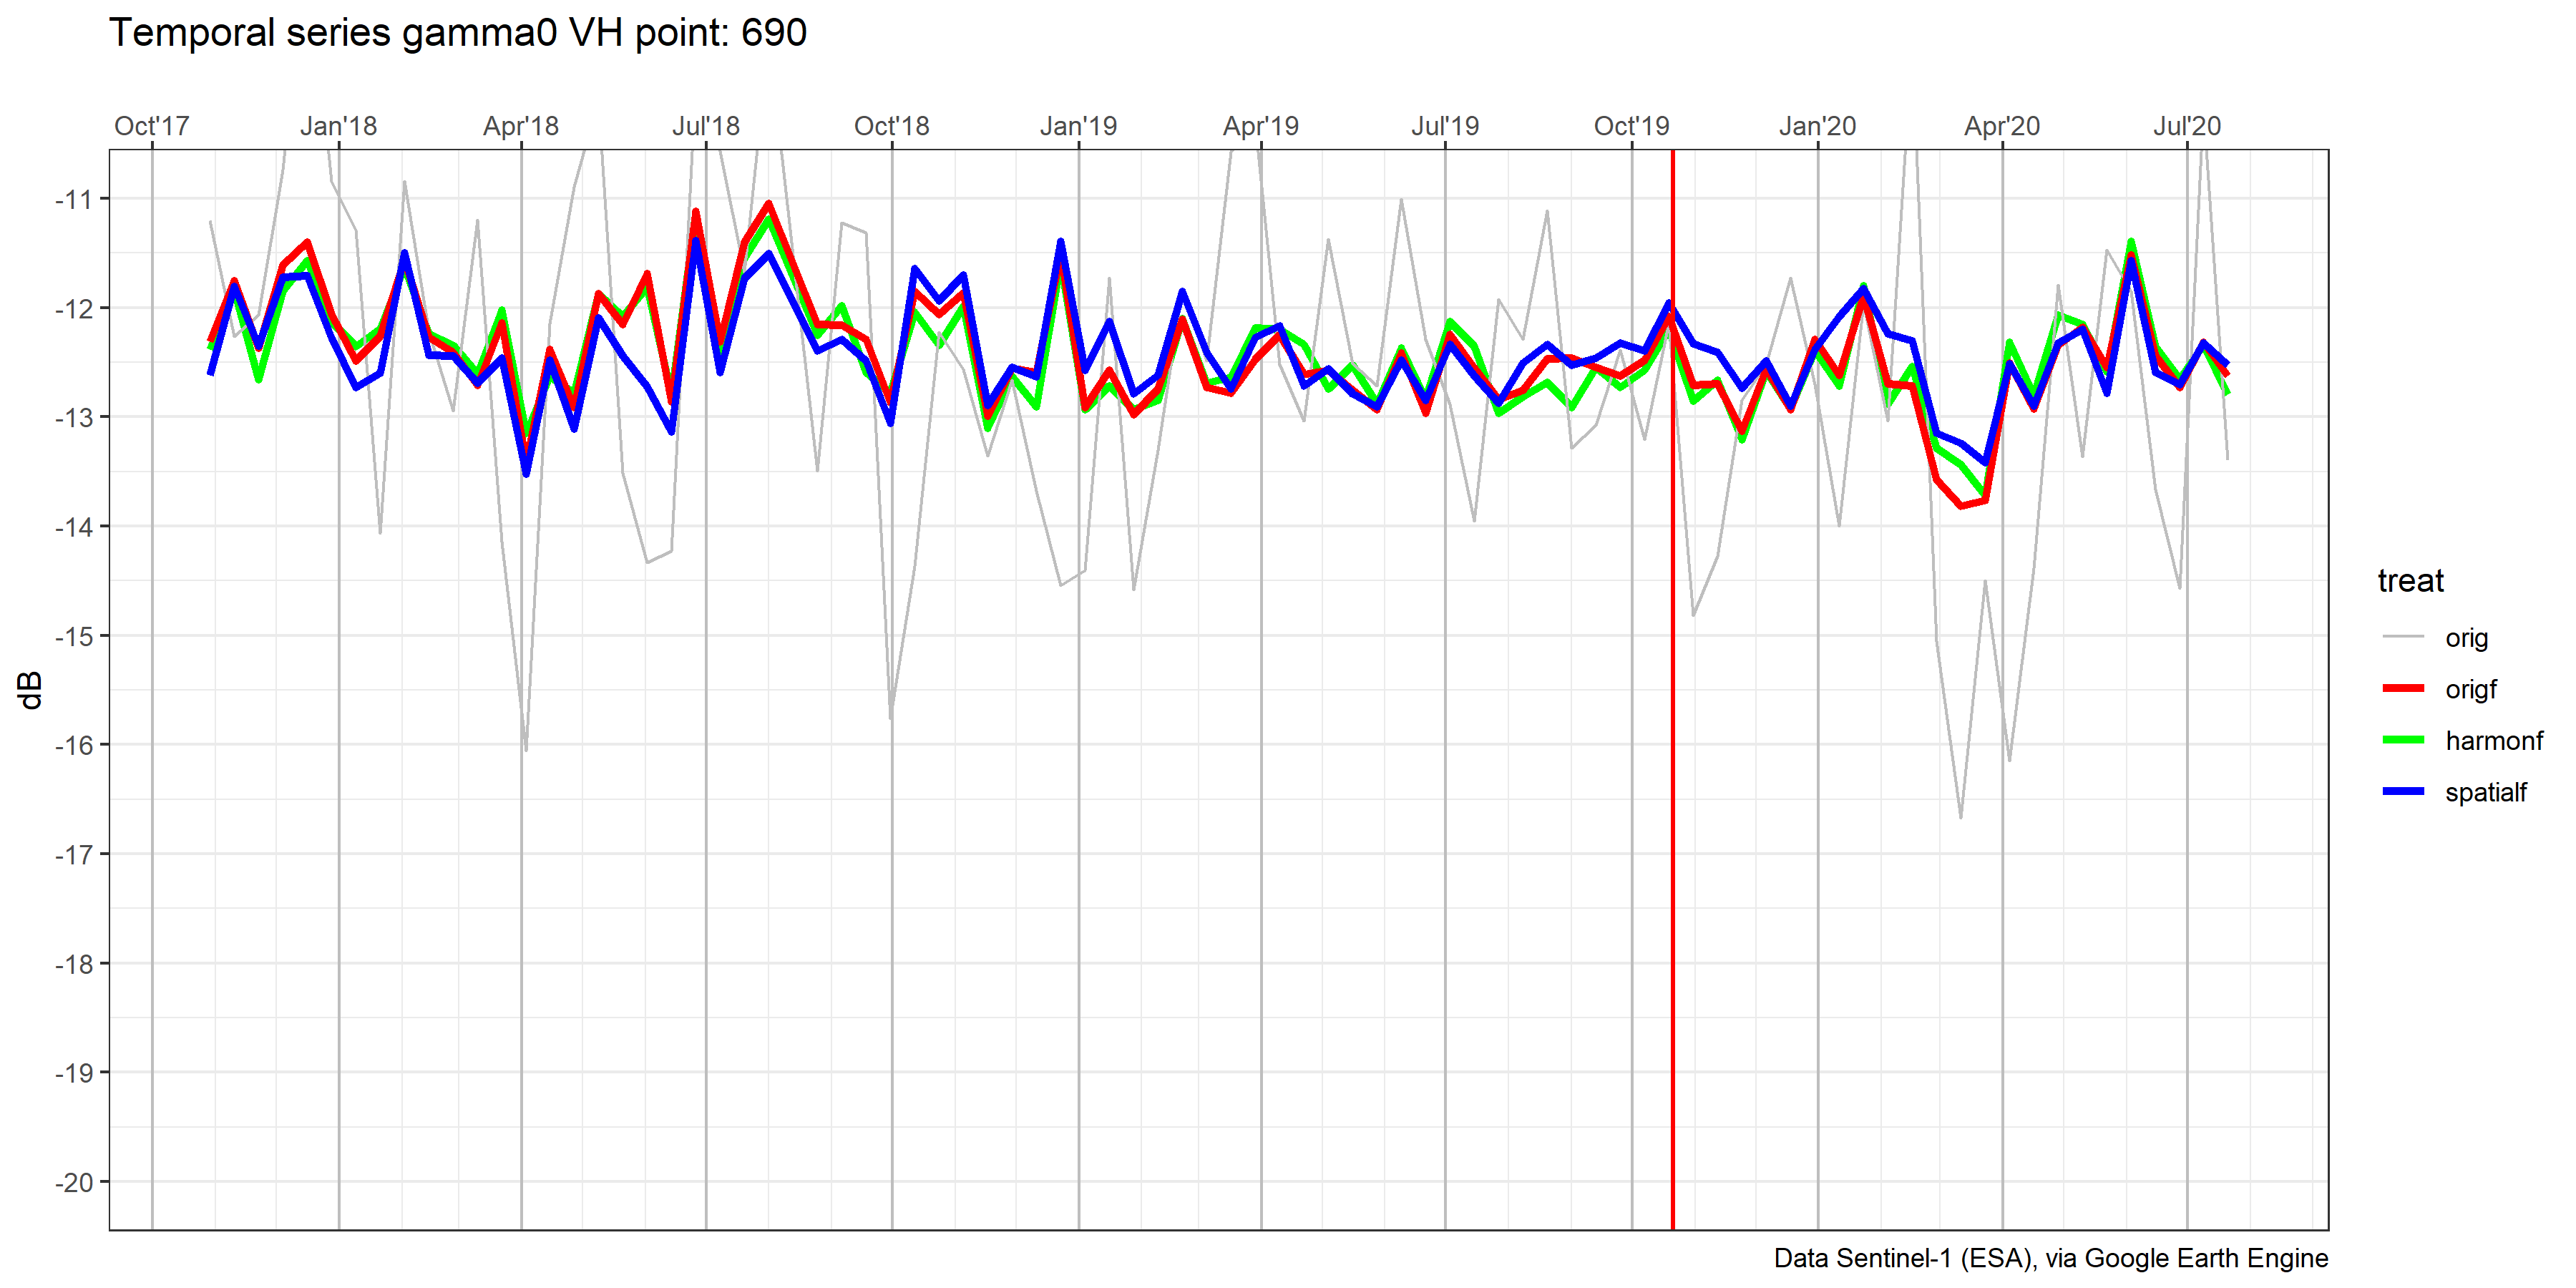 Temporal series gamma0 VH point: 690
Oct'17 Jan'18 Apr'18 Jul'18 Oct'18 Jan'19 Apr'19 Jul'19 Oct'19 Jan'20 Apr'20 Jul'20
-11
-12
-13
-14
-15
-16
-17
-18
-19
-20
dB
treat
orig
origf
harmonf
spatialf
Data Sentinel-1 (ESA), via Google Earth Engine